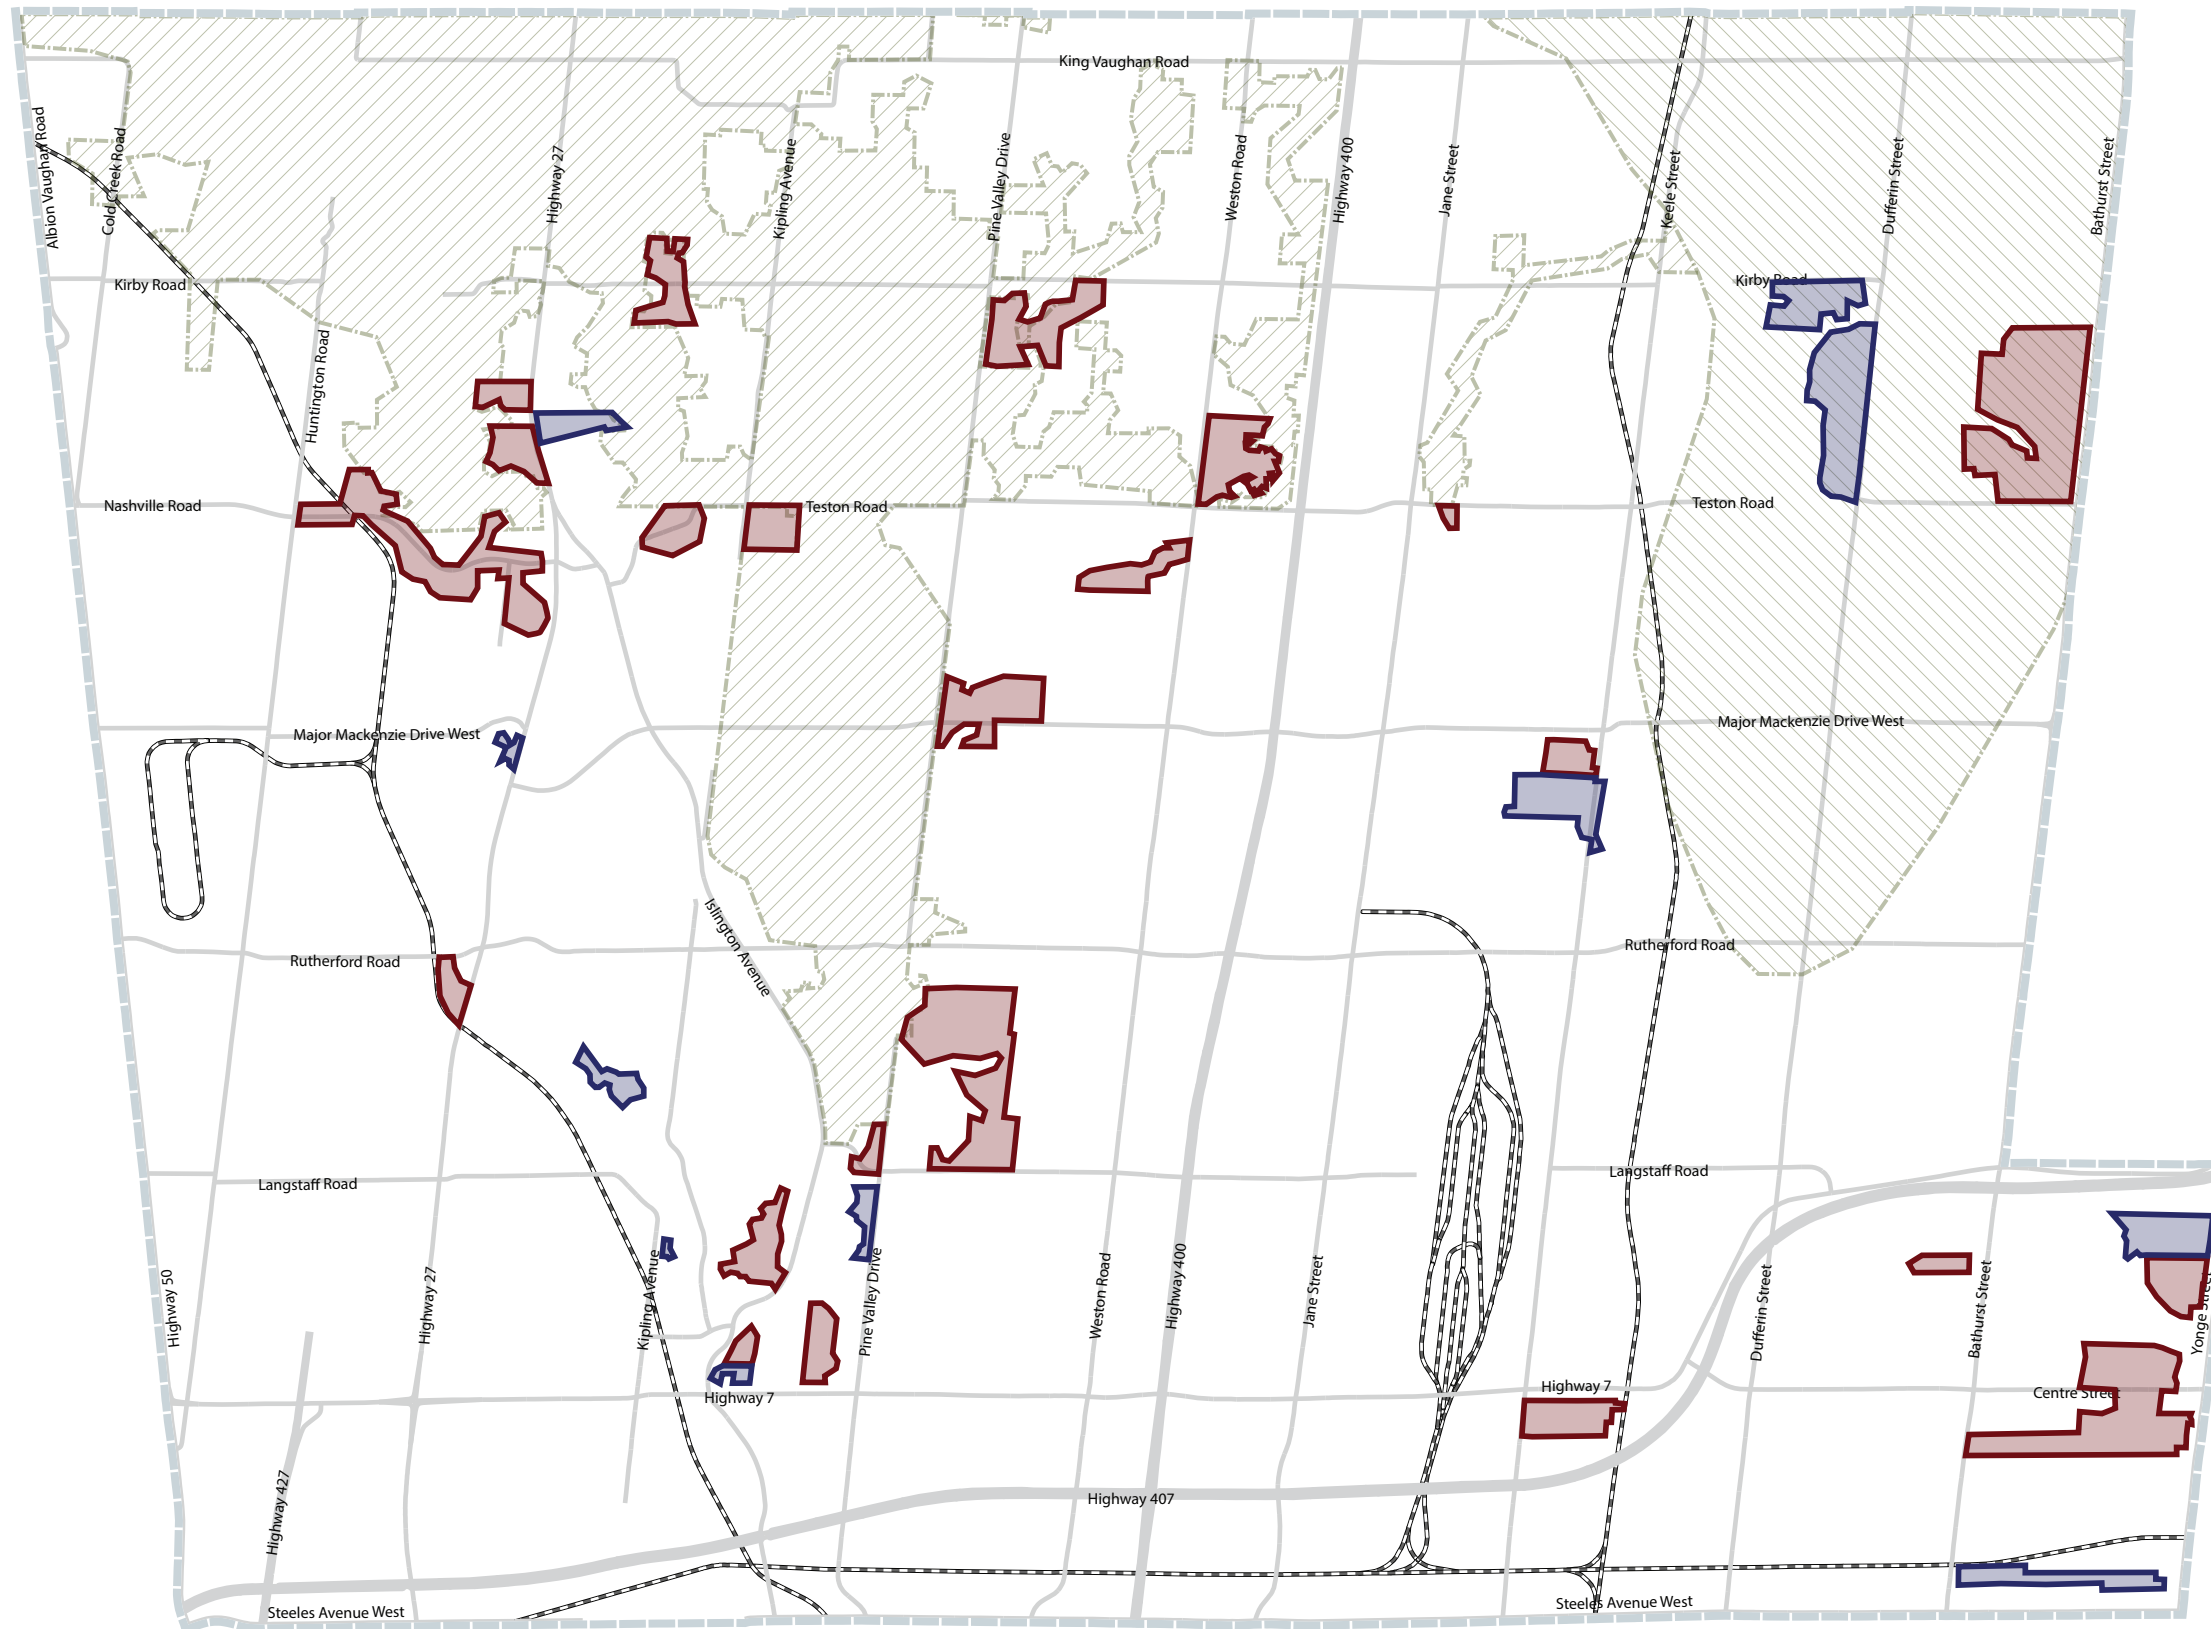 King Vaughan Road
Albion Vaughan Road
Cold Creek Road
Highway 27
Kipling Avenue
Pine Valley Drive
Weston Road
Highway 400
Jane Street
Keele Street
Dufferin Street
Bathurst Street
Kirby Road
Kirby Road
Huntington Road
Nashville Road
Teston Road
Teston Road
Major Mackenzie Drive West
Major Mackenzie Drive West
Islington Avenue
Rutherford Road
Rutherford Road
Langstaff Road
Langstaff Road
Highway 50
Highway 27
Kipling Avenue
Pine Valley Drive
Weston Road
Highway 400
Jane Street
Dufferin Street
Bathurst Street
Yonge Street
Highway 7
Highway 7
Centre Street
Highway 427
Highway 407
Steeles Avenue West
Steeles Avenue West